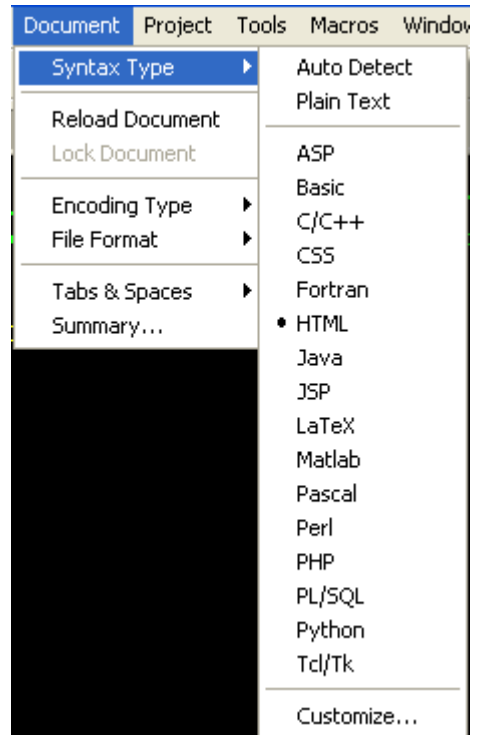 Document Project Tools Macros Window
Syntax Type
Reload Document
Lock Document
Encoding Type
File Format
Tabs & Spaces
Summary...
Auto Detect
Plain Text
ASP
Basic
C/C++
CSS
Fortran
HTML
Java
JSP
LaTeX
Matlab
Pascal
Perl
PHP
PL/SQL
Python
Tcl/Tk
Customize...